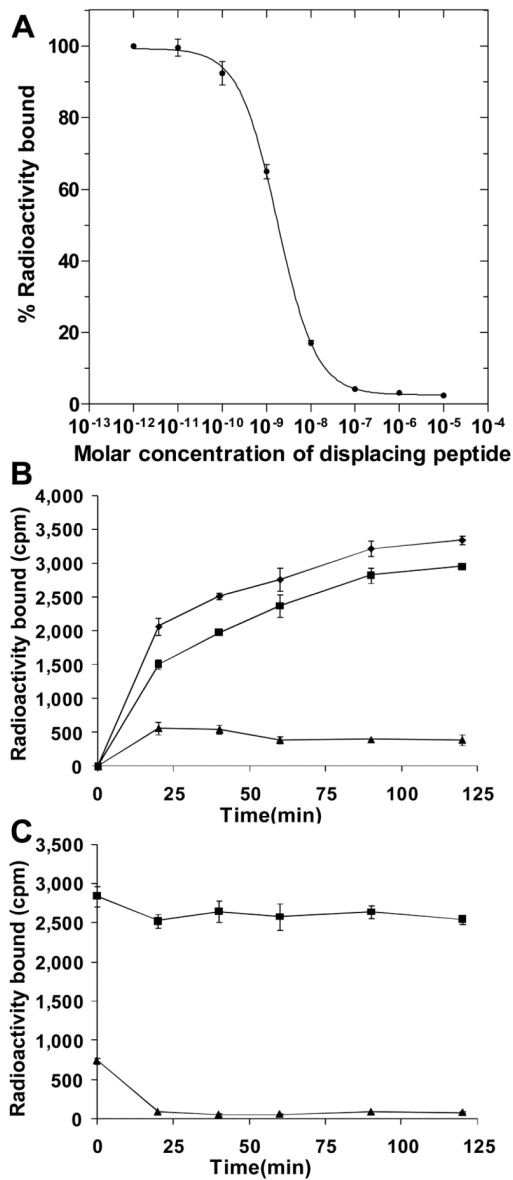 A
% Radioactivity bound
100
80
60
40
20
0
10-13 10-12 10-11 10-10 10-9 10-8 10-7 10-6 10-5 10-4
Molar concentration of displacing peptide
B
Radioactivity bound (cpm)
4,000
3,500
3,000
2,500
2,000
1,500
1,000
500
0
0 25 50 75 100 125
Time(min)
C
Radioactivity bound (cpm)
3,500
3,000
2,500
2,000
1,500
1,000
500
0
0 25 50 75 100 125
Time(min)